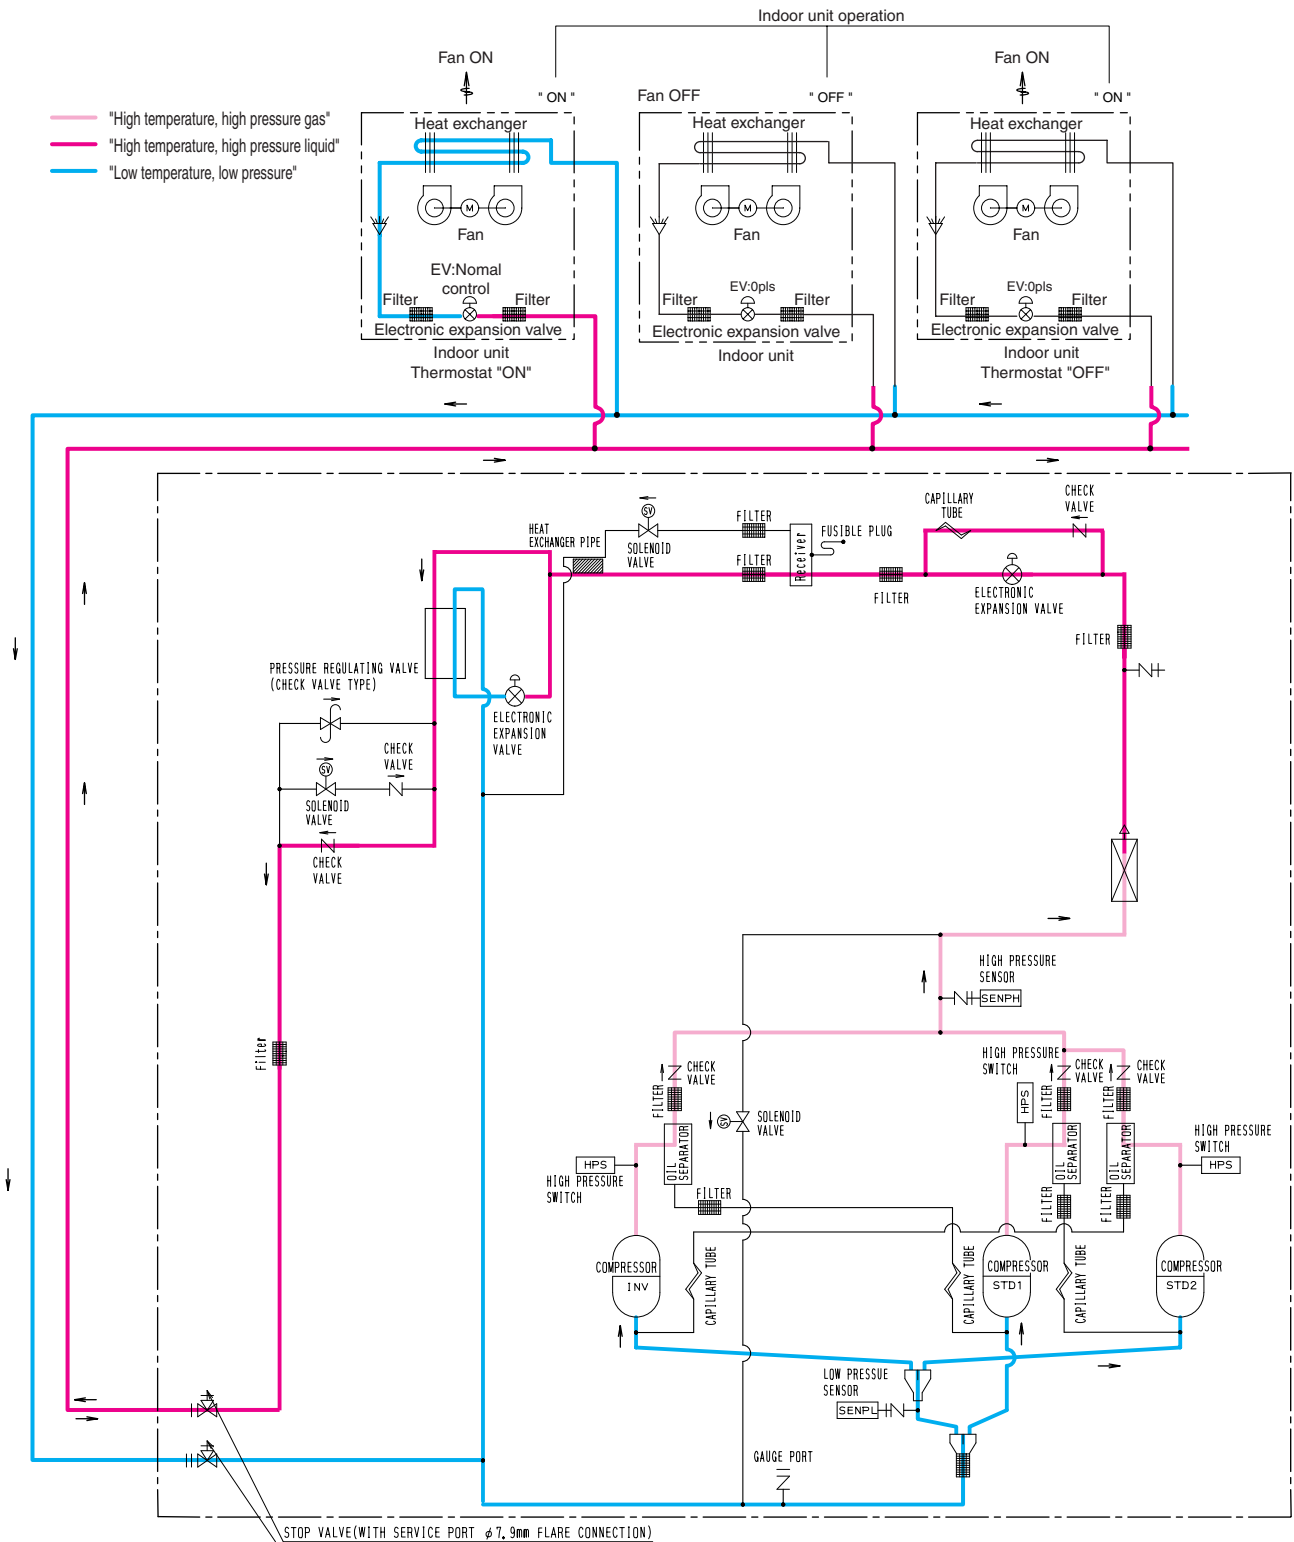 Indoor unit operation
Fan ON
" ON "
Fan OFF
" OFF "
Fan ON
" ON "
"High temperature, high pressure gas"
"High temperature, high pressure liquid"
"Low temperature, low pressure"
Heat exchanger
M
Fan
EV:Nomal
control
Filter
Filter
Electronic expansion valve
Indoor unit
Thermostat "ON"
Heat exchanger
M
Fan
EV:0pls
Filter
Filter
Electronic expansion valve
Indoor unit
Heat exchanger
M
Fan
EV:0pls
Filter
Filter
Electronic expansion valve
Indoor unit
Thermostat "OFF"
HEAT
EXCHANGER PIPE
SV
SOLENOID
VALVE
FILTER
FILTER
Receiver
FUSIBLE PLUG
FILTER
CAPILLARY
TUBE
CHECK
VALVE
ELECTRONIC
EXPANSION VALVE
FILTER
PRESSURE REGULATING VALVE
(CHECK VALVE TYPE)
ELECTRONIC
EXPANSION
VALVE
CHECK
VALVE
SV
SOLENOID
VALVE
CHECK
VALVE
Filter
HIGH PRESSURE
SENSOR
SENPH
CHECK
VALVE
FILTER
OIL
SEPARATOR
HPS
HIGH PRESSURE
SWITCH
FILTER
SV
SOLENOID
VALVE
HIGH PRESSURE
SWITCH
HPS
CHECK
VALVE
CHECK
VALVE
FILTER
FILTER
OIL
SEPARATOR
OIL
SEPARATOR
FILTER
FILTER
HIGH PRESSURE
SWITCH
HPS
COMPRESSOR
INV
CAPILLARY TUBE
CAPILLARY TUBE
COMPRESSOR
STD1
CAPILLARY TUBE
COMPRESSOR
STD2
LOW PRESSUE
SENSOR
SENPL
GAUGE PORT
STOP VALVE(WITH SERVICE PORT φ7.9mm FLARE CONNECTION)